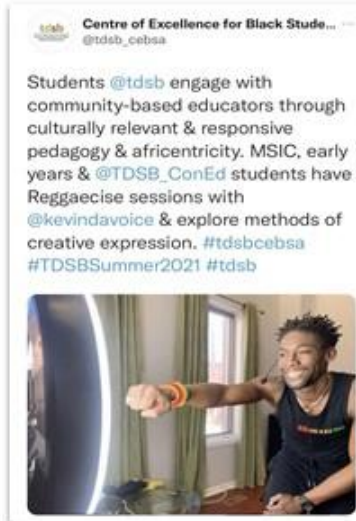 Centre of Excellence for Black Stude...
@tdsb_cebsa
Students @tdsb engage with
community-based educators through
culturally relevant & responsive
pedagogy & africentricity. MSIC, early
years & @TDSB_ConEd students have
Reggaecise sessions with
@kevindavoice & explore methods of
creative expression. #tdsbcebsa
#TDSBSummer2021 #tdsb